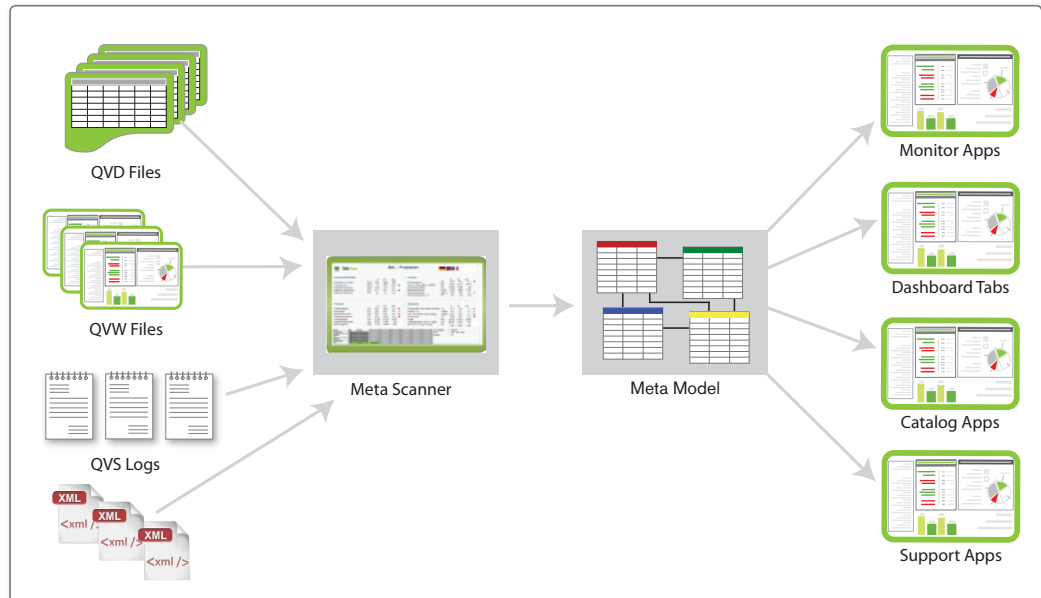 QVD Files
QVW Files
QVS Logs
XML
<xml />
XML
<xml />
XML
<xml />
Meta Scanner
Meta Model
Monitor Apps
Dashboard Tabs
Catalog Apps
Support Apps